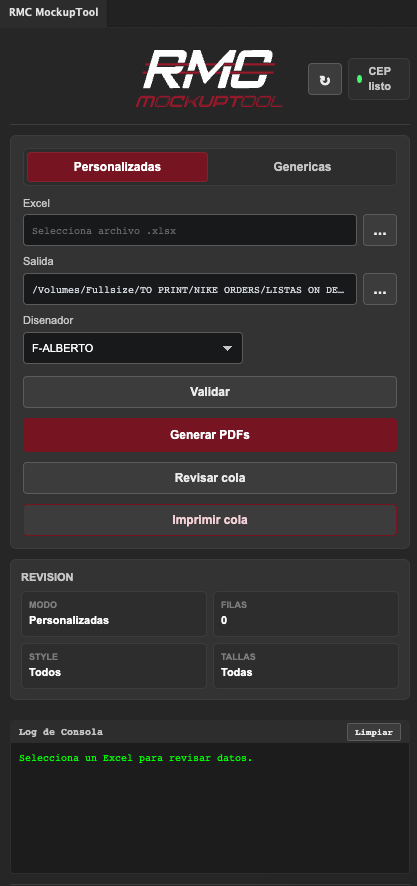 RMC MockupTool
RMC
MOCKUPTOOL
↻
CEP
listo
Personalizadas
Genericas
Excel
Selecciona archivo .xlsx
...
Salida
/Volumes/Fullsize/TO PRINT/NIKE ORDERS/LISTAS ON DE…
...
Disenador
F-ALBERTO
Validar
Generar PDFs
Revisar cola
Imprimir cola
REVISION
MODO
Personalizadas
FILAS
0
STYLE
Todos
TALLAS
Todas
Log de Consola
Limpiar
Selecciona un Excel para revisar datos.